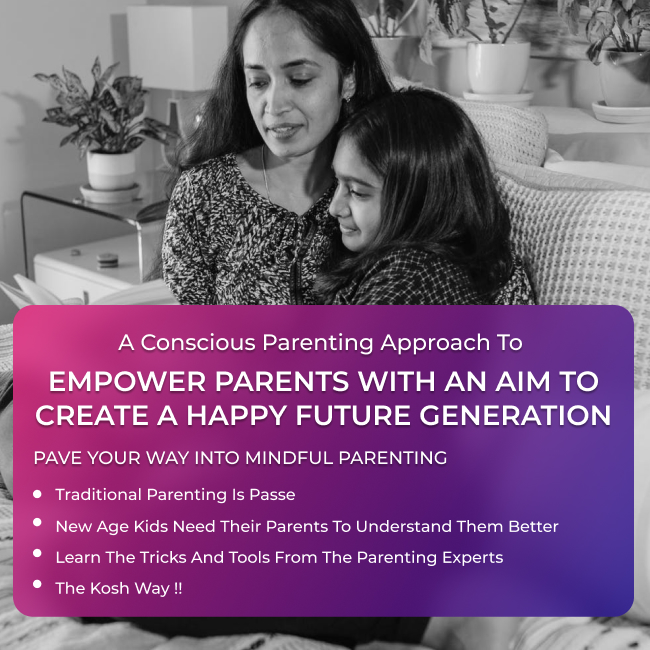 A Conscious Parenting Approach To
EMPOWER PARENTS WITH AN AIM TO
CREATE A HAPPY FUTURE GENERATION
PAVE YOUR WAY INTO MINDFUL PARENTING
Traditional Parenting Is Passe
New Age Kids Need Their Parents To Understand Them Better
Learn The Tricks And Tools From The Parenting Experts
The Kosh Way !!